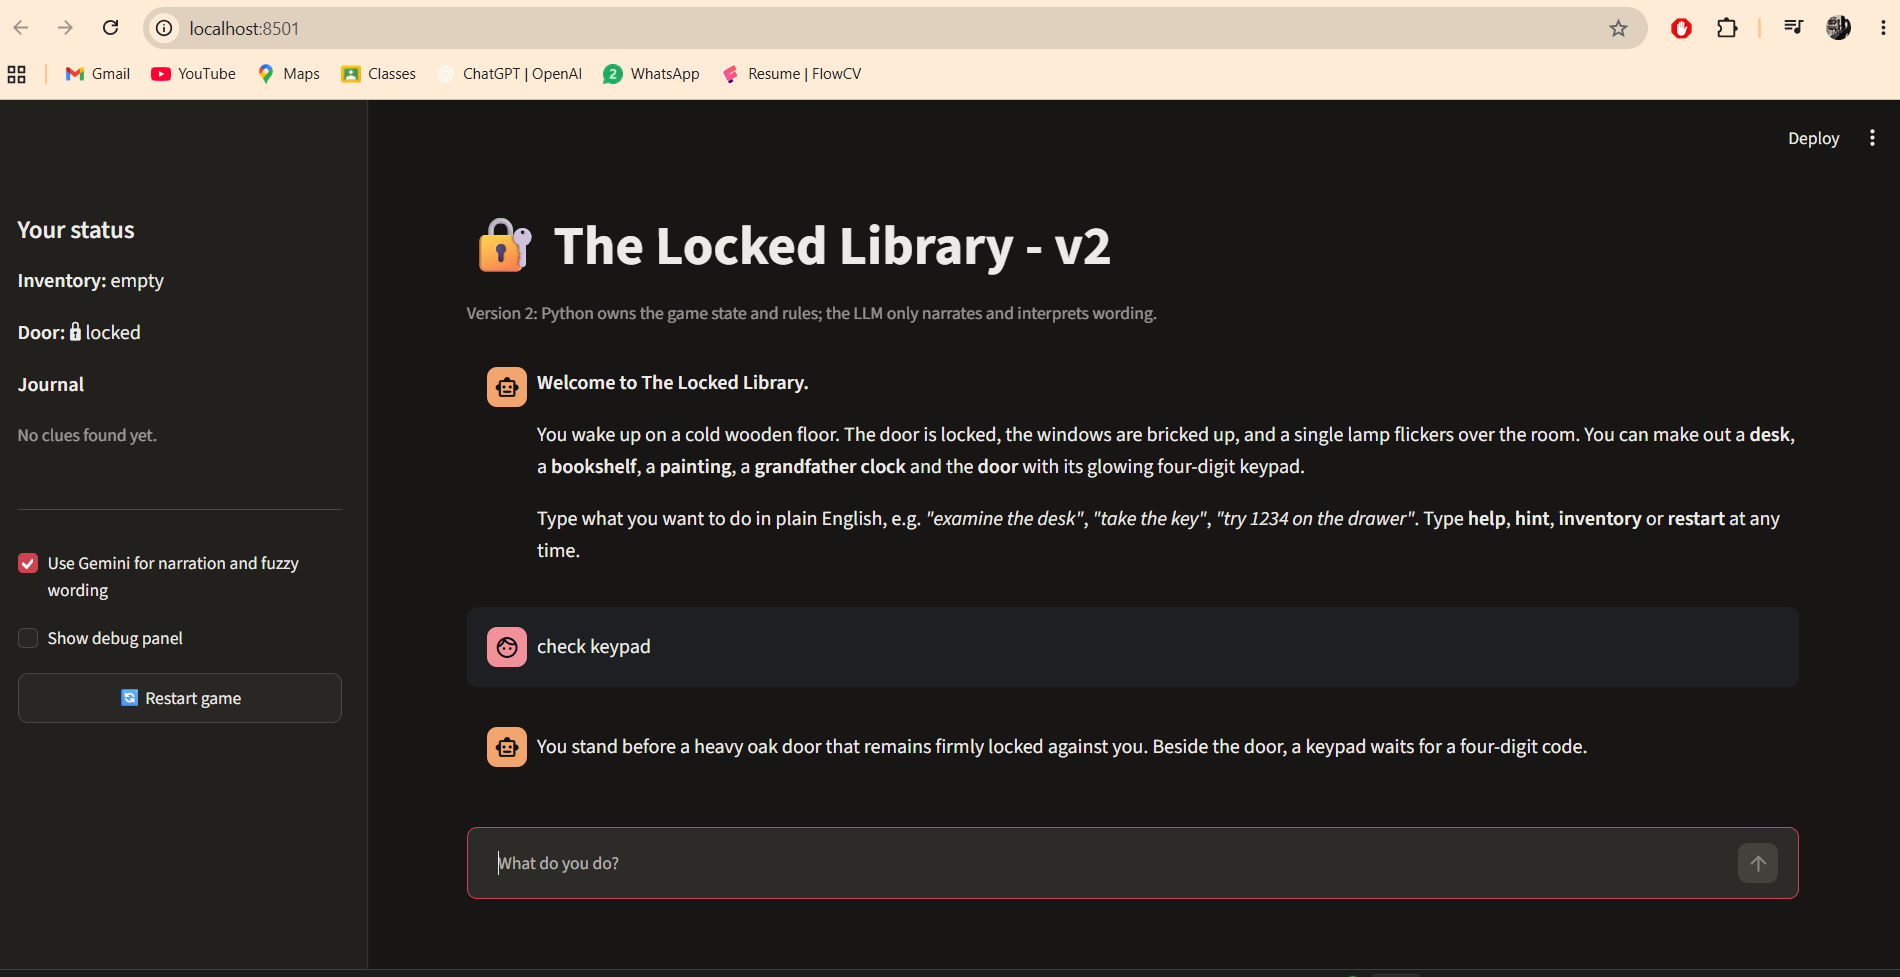 localhost:8501
Gmail
YouTube
Maps
Classes
ChatGPT | OpenAI
2
WhatsApp
Resume | FlowCV
Deploy
Your status
Inventory: empty
Door: locked
Journal
No clues found yet.
Use Gemini for narration and fuzzy
wording
Show debug panel
Restart game
The Locked Library - v2
Version 2: Python owns the game state and rules; the LLM only narrates and interprets wording.
Welcome to The Locked Library.
You wake up on a cold wooden floor. The door is locked, the windows are bricked up, and a single lamp flickers over the room. You can make out a desk,
a bookshelf, a painting, a grandfather clock and the door with its glowing four-digit keypad.
Type what you want to do in plain English, e.g. "examine the desk", "take the key", "try 1234 on the drawer". Type help, hint, inventory or restart at any
time.
check keypad
You stand before a heavy oak door that remains firmly locked against you. Beside the door, a keypad waits for a four-digit code.
What do you do?